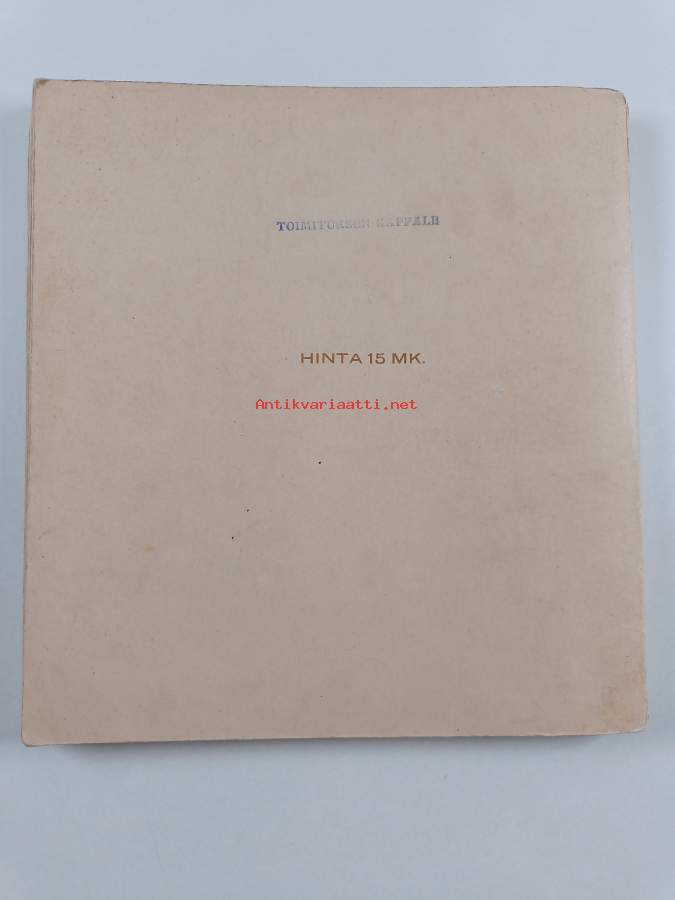 TOIMITUKSEN KAPPALE
HINTA 15 MK.
Antikvariaatti.net